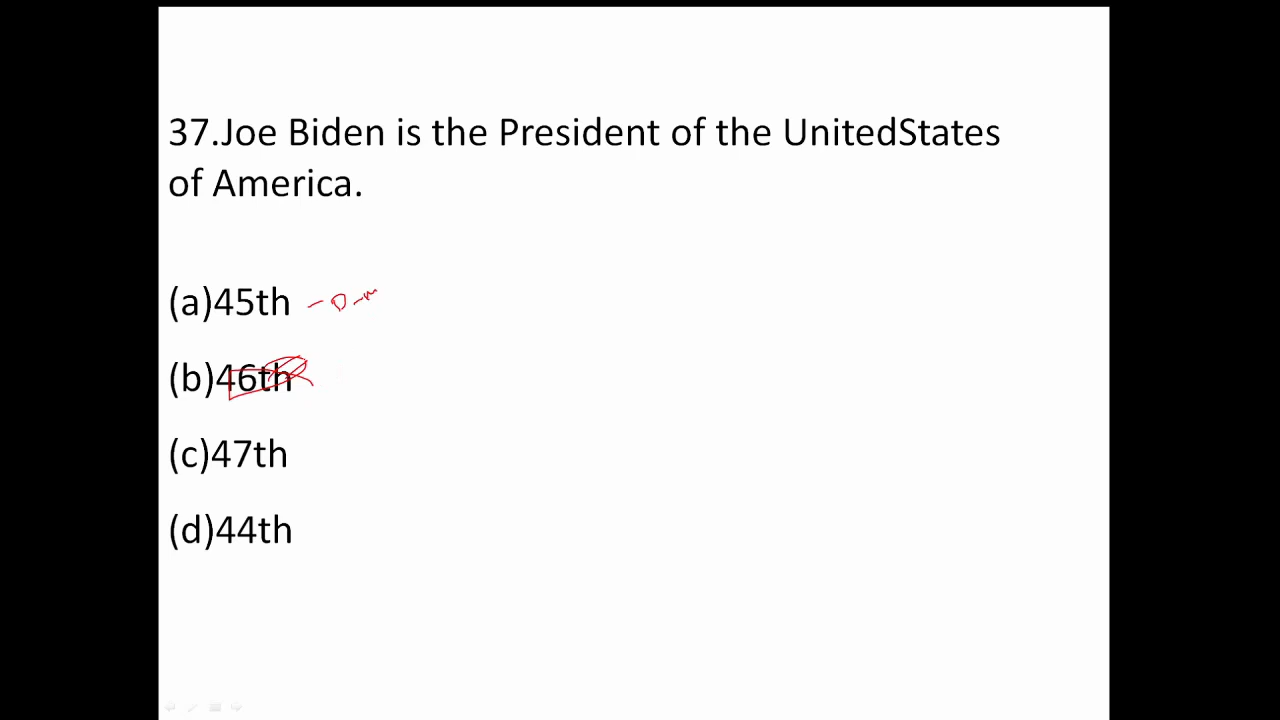 37.Joe Biden is the President of the UnitedStates
of America.
(a)45th
(b)46th
(c)47th
(d)44th